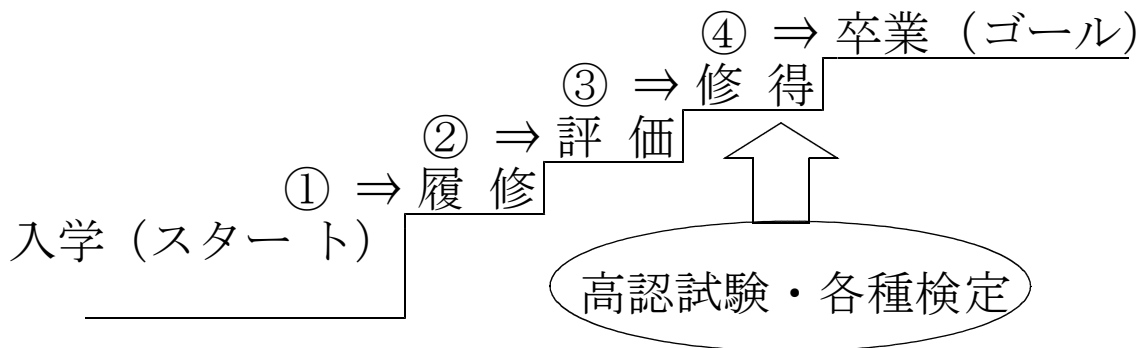 ④ ⇒ 卒業（ゴール）
③ ⇒ 修 得
② ⇒ 評 価
① ⇒ 履 修
入学（スタート）
高認試験・各種検定